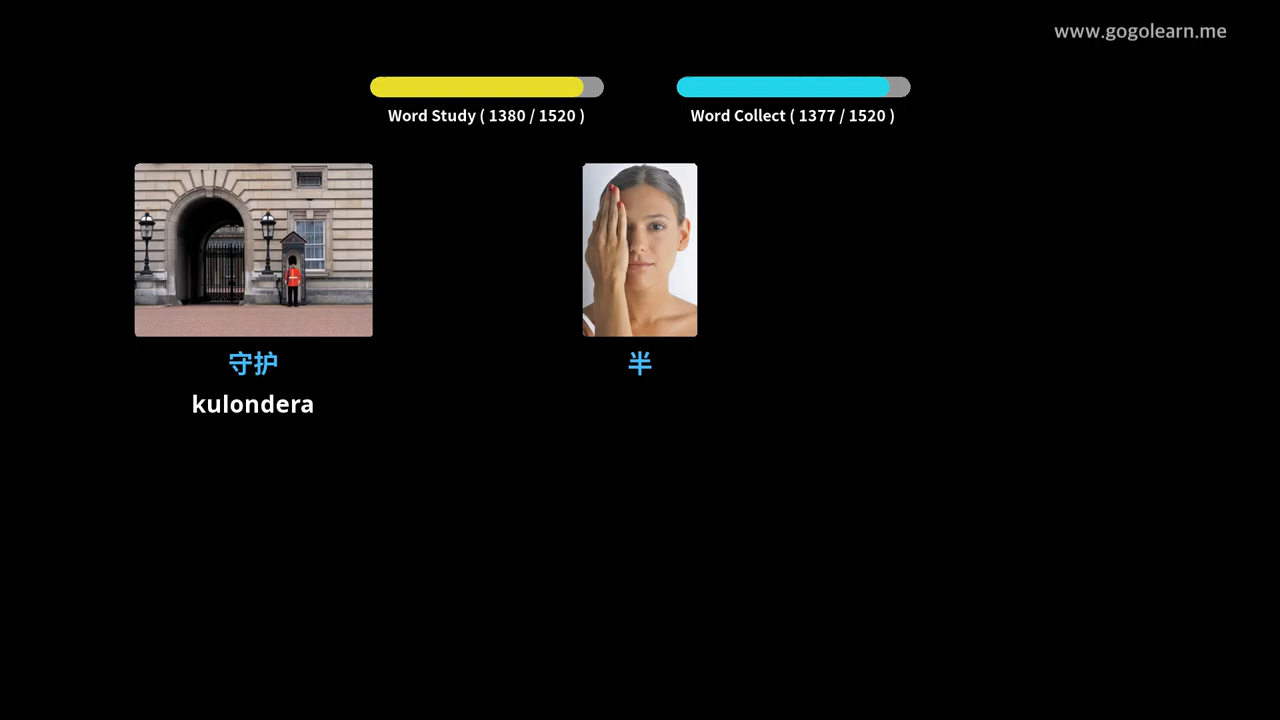 www.gogolearn.me
Word Study ( 1380 / 1520 )
Word Collect ( 1377 / 1520 )
守护
半
kulondera